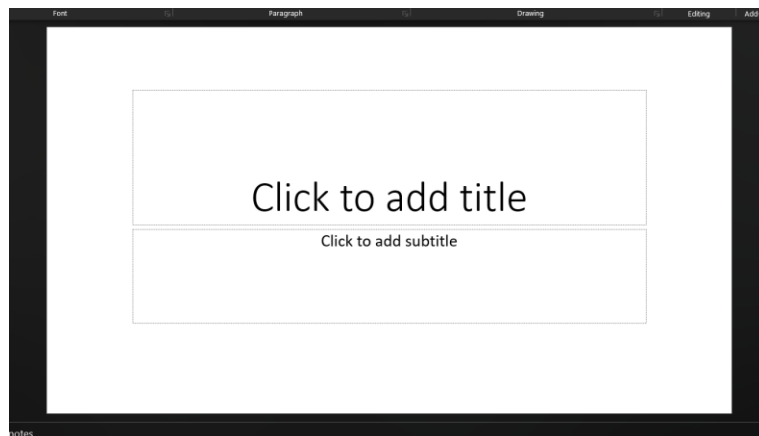 Font Paragraph Drawing Editing Add
Click to add title
Click to add subtitle
notes